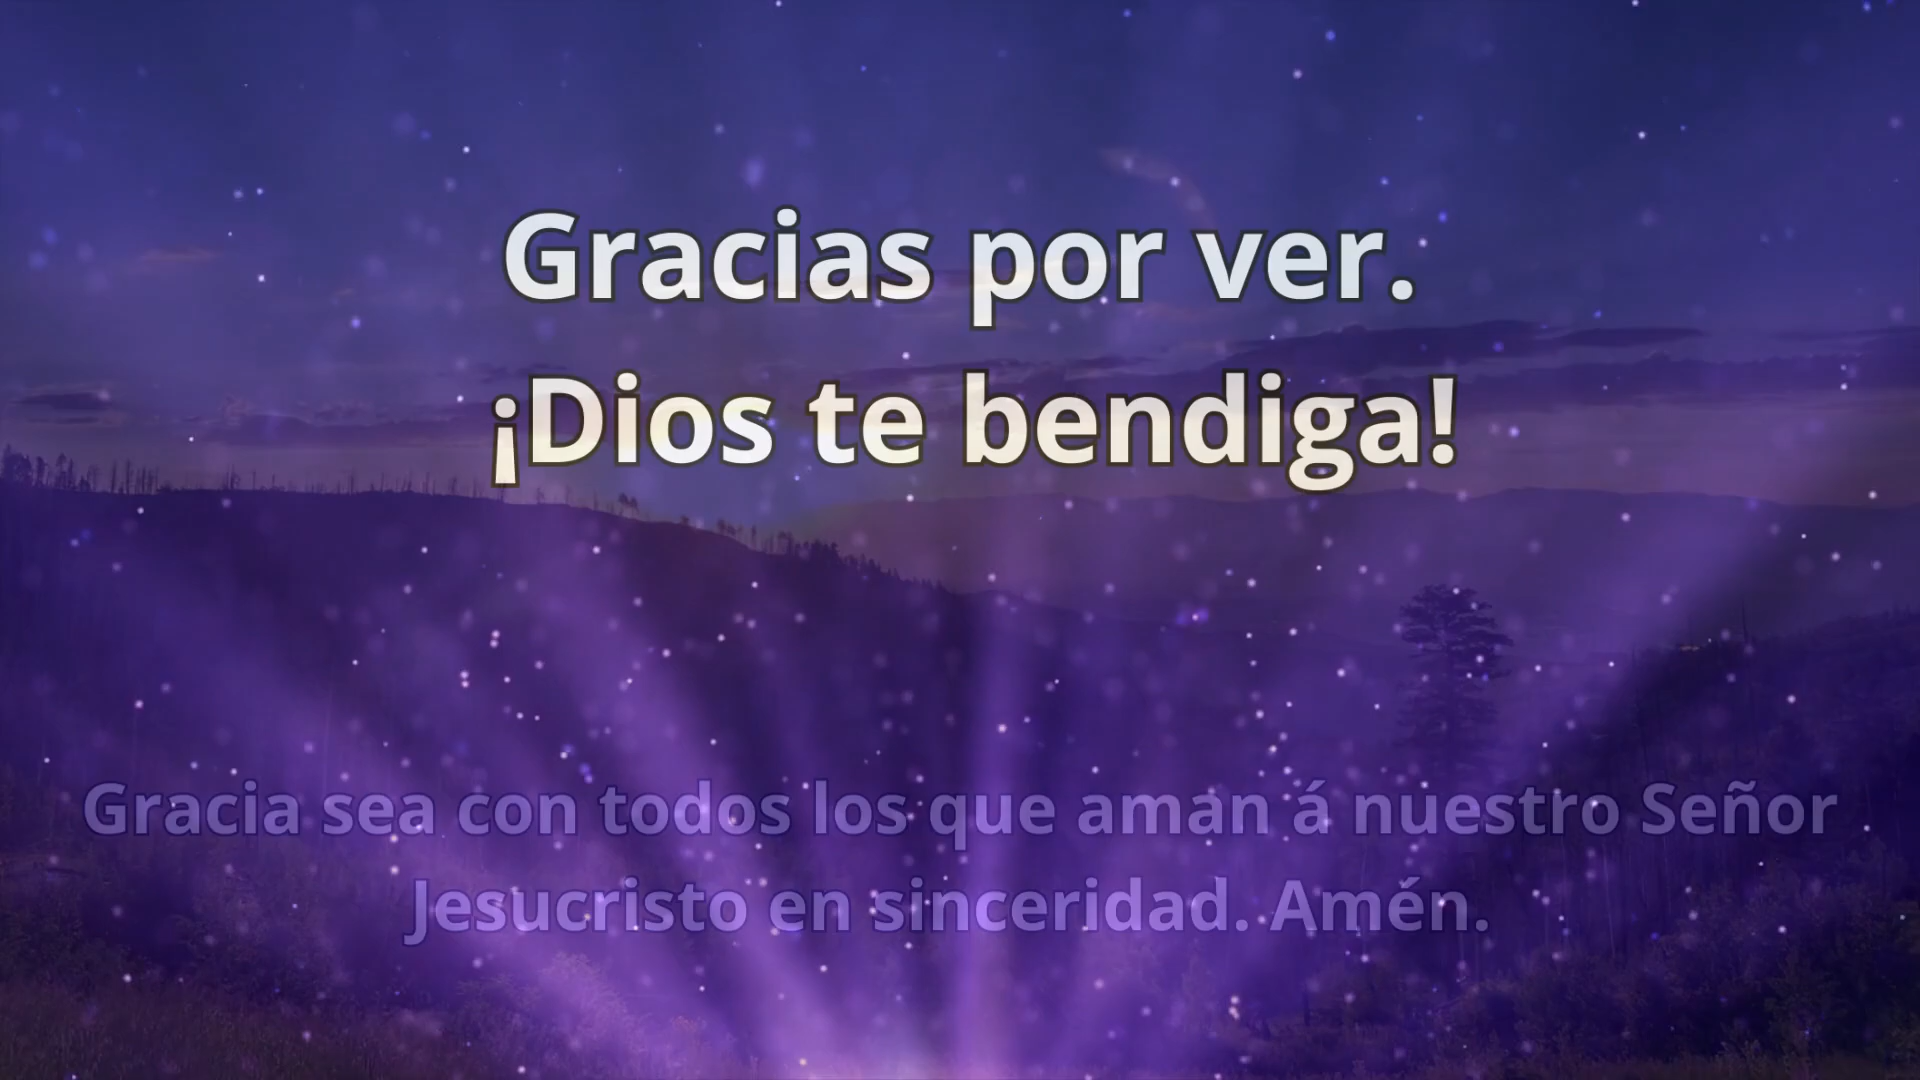 Gracias por ver.
¡Dios te bendiga!
Gracia sea con todos los que aman á nuestro Señor
Jesucristo en sinceridad. Amén.